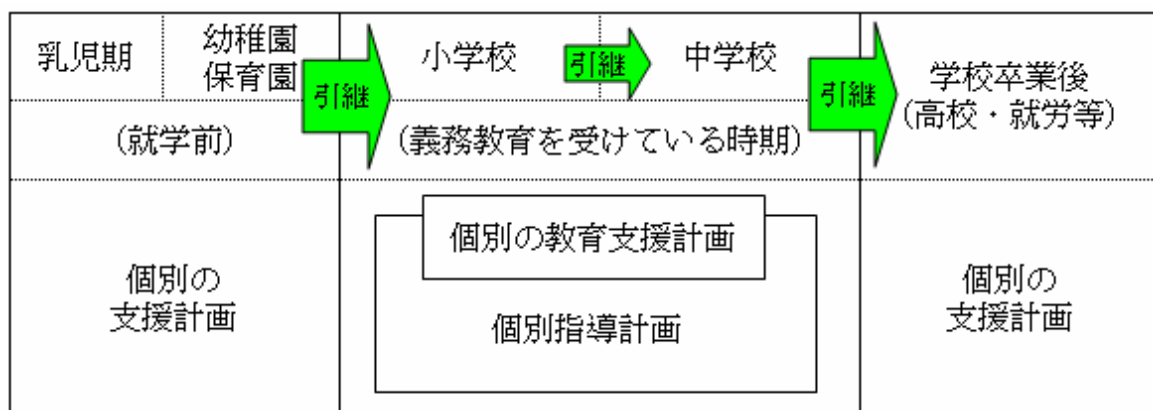 乳児期
幼稚園
保育園
引継
小学校
引継
中学校
引継
学校卒業後
(高校・就労等)
(就学前)
(義務教育を受けている時期)
個別の
支援計画
個別の教育支援計画
個別指導計画
個別の
支援計画